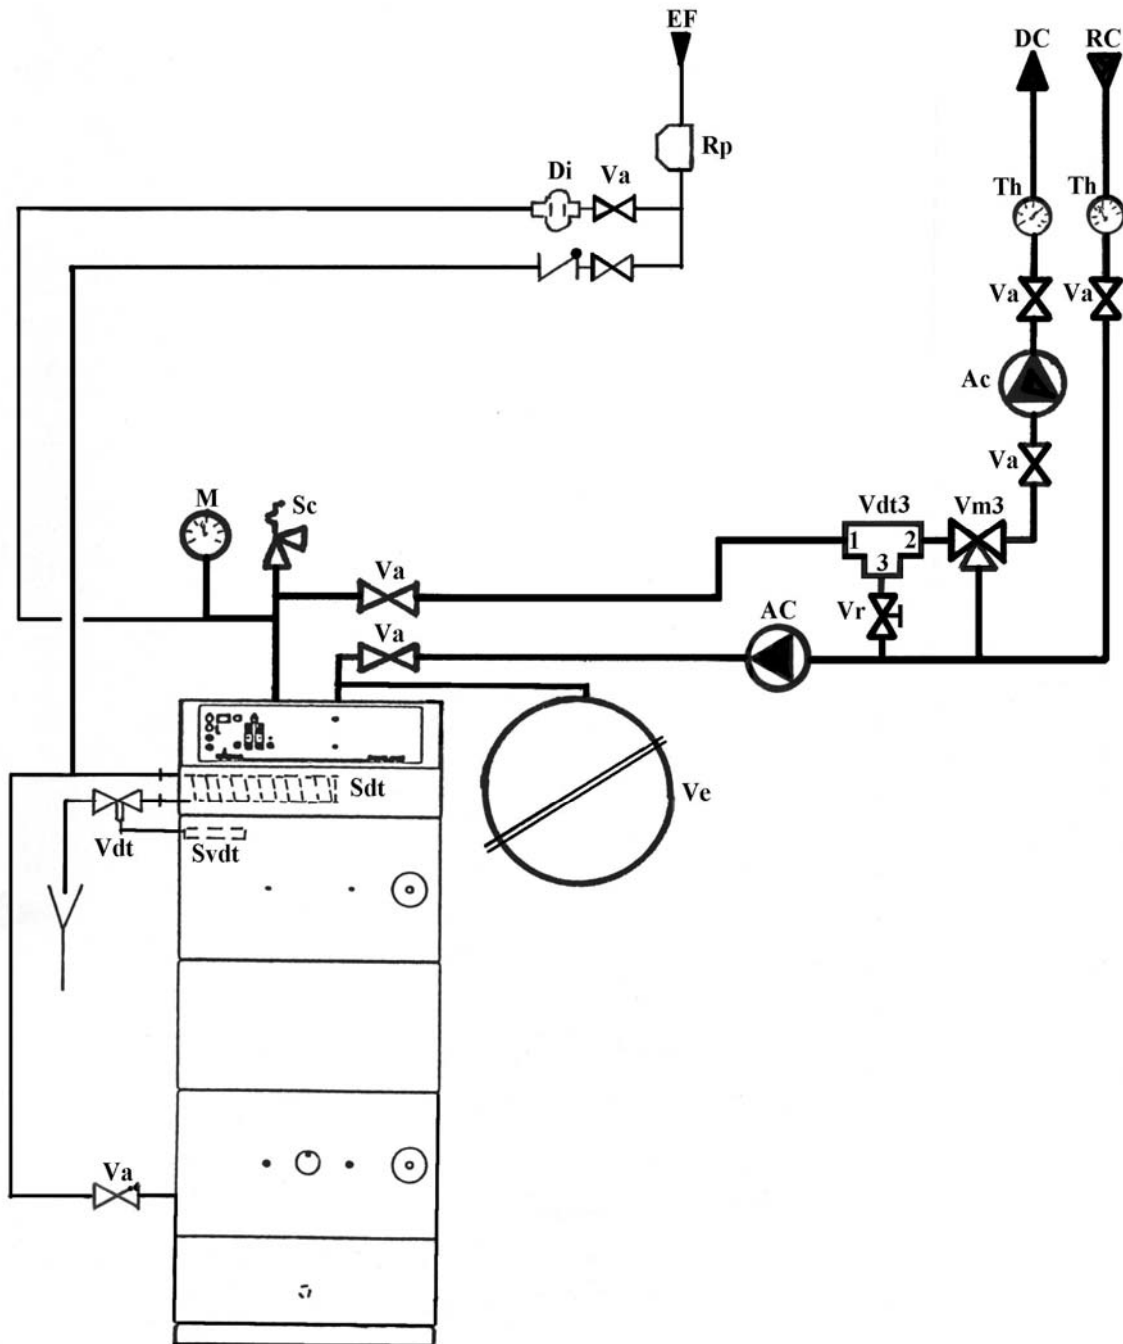 EF
DC RC
Rp
Di Va
Th Th
Va Va
Ac
Va
M Sc
Vdt3 Vm3
1 2
3
Va
Vr
AC
Va
Sdt
Ve
Vdt Svdt
Va